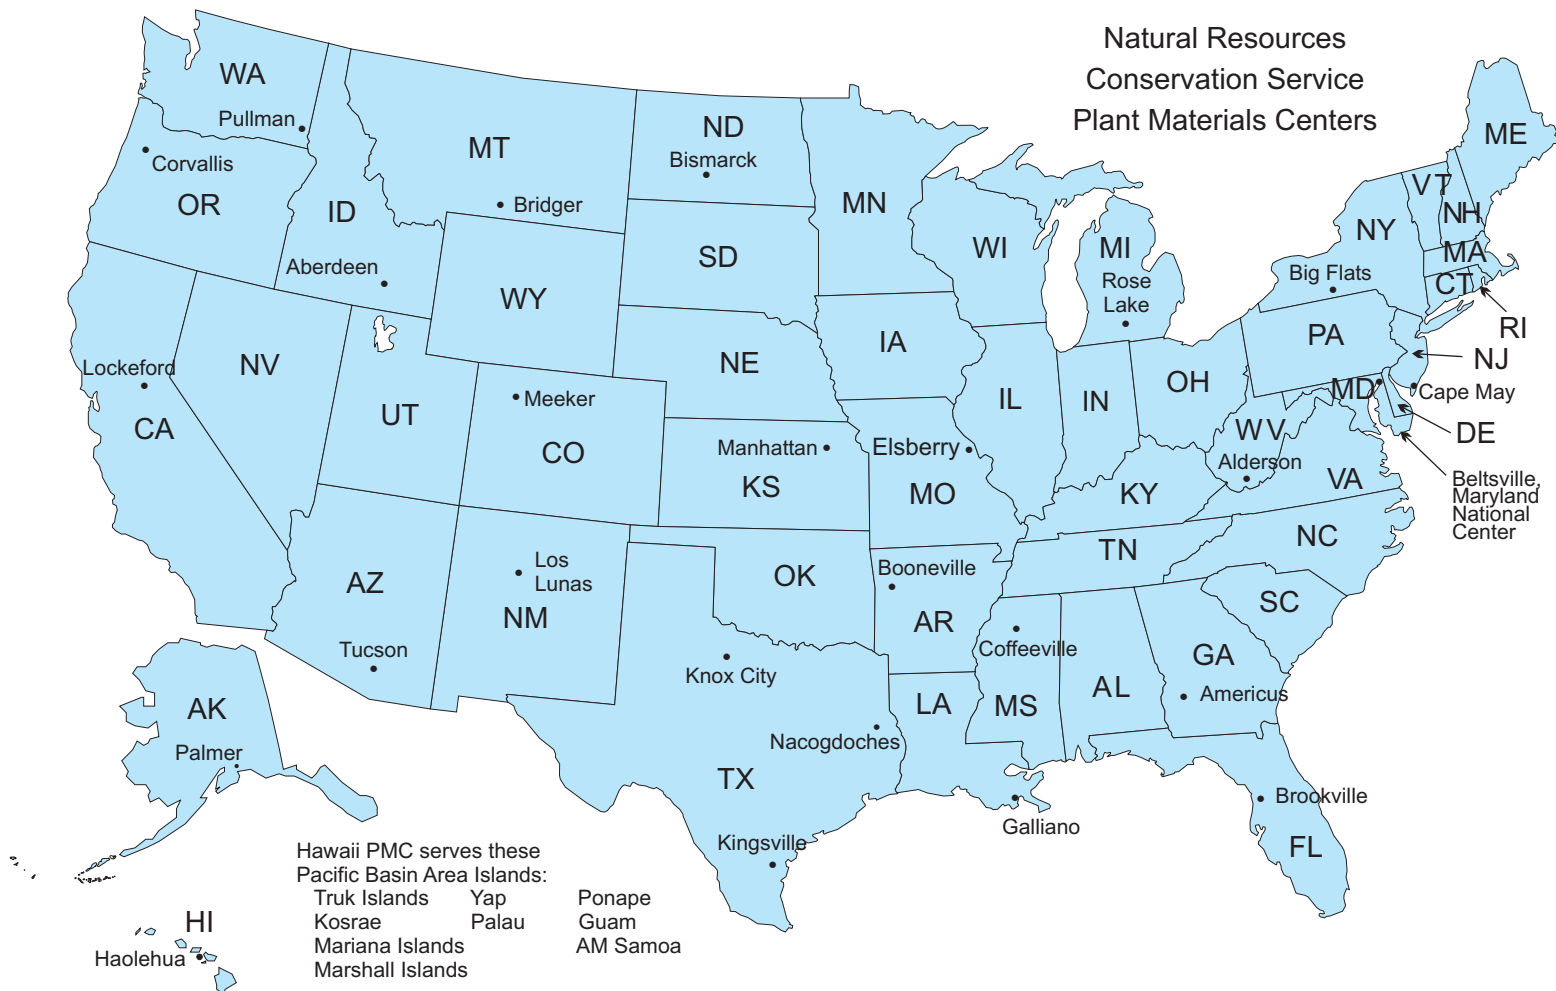 Natural Resources
Conservation Service
Plant Materials Centers
WA
Pullman
Corvallis
OR
ID
Aberdeen
MT
Bridger
ND
Bismarck
MN
SD
WY
WI
MI
Rose
Lake
ME
VT
NH
NY
MA
Big Flats
CT
RI
NJ
PA
Lockeford
CA
NV
UT
Meeker
CO
NE
IA
IL
IN
OH
MD
Cape May
DE
Beltsville,
Maryland
National
Center
WV
Alderson
VA
Manhattan
KS
Elsberry
MO
KY
TN
NC
SC
AZ
Tucson
Los
Lunas
NM
OK
Booneville
AR
Coffeeville
MS
AL
GA
Americus
Knox City
Nacogdoches
TX
Kingsville
LA
Galliano
Brookville
FL
AK
Palmer
HI
Haolehua
Hawaii PMC serves these
Pacific Basin Area Islands:
Truk Islands Yap Ponape
Kosrae Palau Guam
Mariana Islands AM Samoa
Marshall Islands